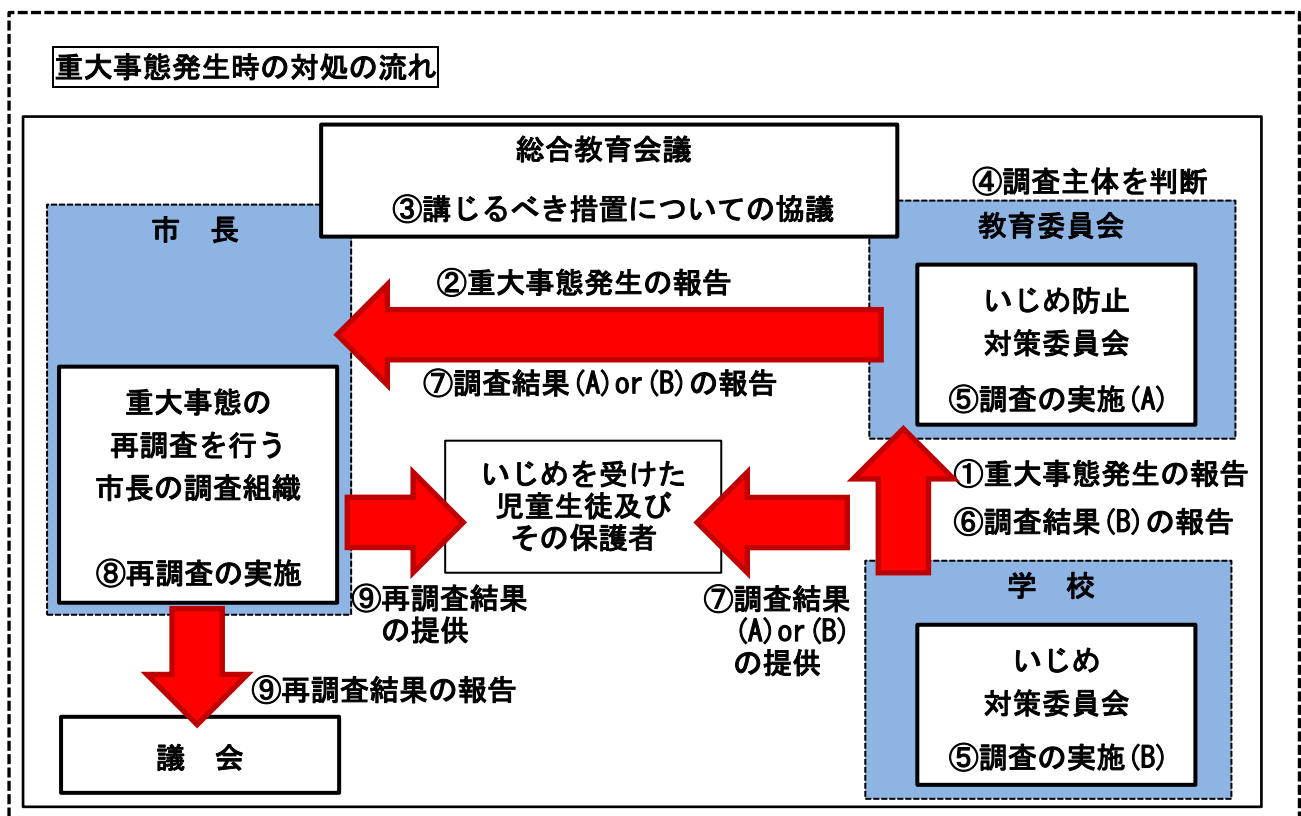 重大事態発生時の対処の流れ
総合教育会議
③講じるべき措置についての協議
④調査主体を判断
市　長
教育委員会
②重大事態発生の報告
いじめ防止
対策委員会
⑤調査の実施(A)
⑦調査結果(A)or(B)の報告
重大事態の
再調査を行う
市長の調査組織
⑧再調査の実施
いじめを受けた
児童生徒及び
その保護者
①重大事態発生の報告
⑥調査結果(B)の報告
⑨再調査結果
の提供
⑦調査結果
(A)or(B)
の提供
学　校
いじめ
対策委員会
⑤調査の実施(B)
⑨再調査結果の報告
議　会